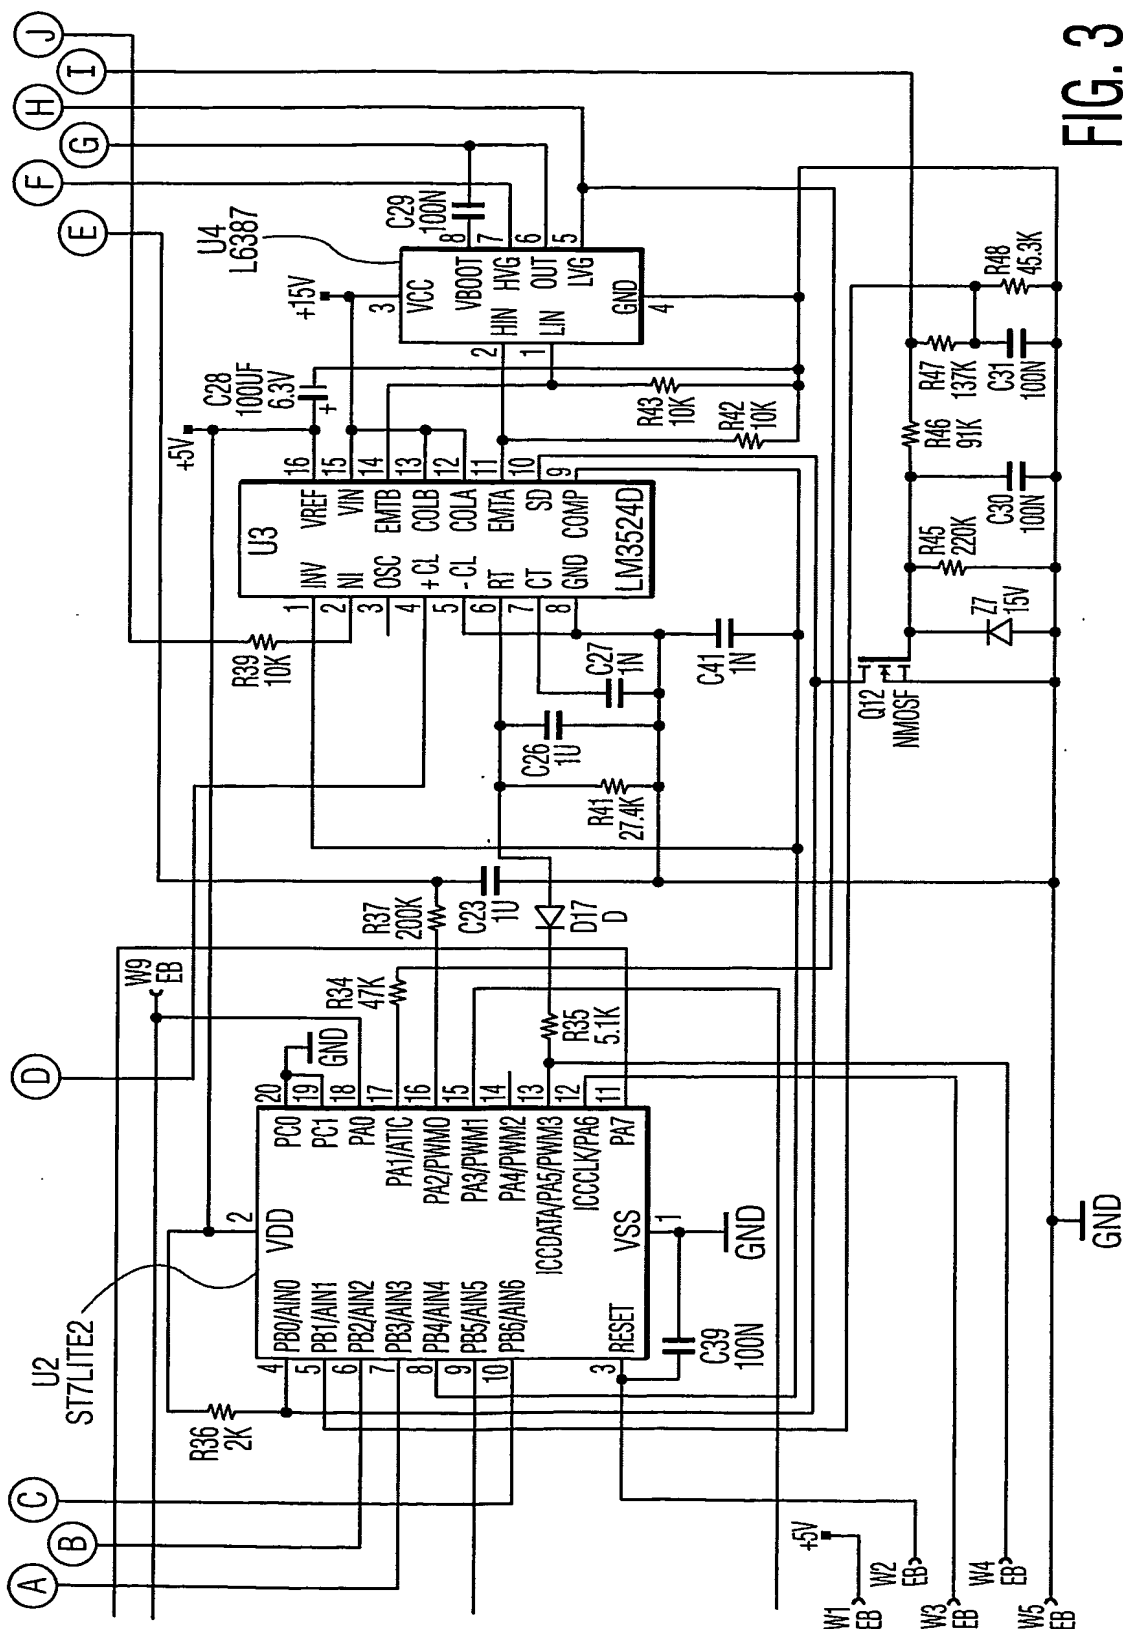 FIG. 3
A
B
C
D
E
F
G
H
I
J
U2
ST7LITE2
R36
2K
2
VDD
4
PB0/AIN0
5
PB1/AIN1
6
PB2/AIN2
7
PB3/AIN3
8
PB4/AIN4
9
PB5/AIN5
10
PB6/AIN6
3
RESET
VSS
1
GND
C39
100N
20
PC0
19
PC1
18
PA0
17
PA1/ATIC
16
PA2/PWM0
15
PA3/PWM1
14
PA4/PWM2
13
ICCDATA/PA5/PWM3
12
ICCCLK/PA6
11
PA7
GND
W9
EB
R34
47K
R37
200K
C23
1U
R35
5.1K
D17
D
R41
27.4K
C26
1U
C27
1N
C41
1N
R39
10K
U3
LM3524D
1
INV
2
NI
3
OSC
4
+ CL
5
- CL
6
RT
7
CT
8
GND
16
VREF
15
VIN
14
EMTB
13
COLB
12
COLA
11
EMTA
10
SD
9
COMP
+5V
C28
100UF
6.3V
+
+15V
U4
L6387
3
VCC
VBOOT
8
HVG
7
OUT
6
LVG
5
HIN
2
LIN
1
GND
4
C29
100N
R43
10K
R42
10K
Q12
NMOSF
Z7
15V
R45
220K
C30
100N
R46
91K
R47
137K
C31
100N
R48
45.3K
+5V
W1
EB
W2
EB
W3
EB
W4
EB
W5
EB
GND